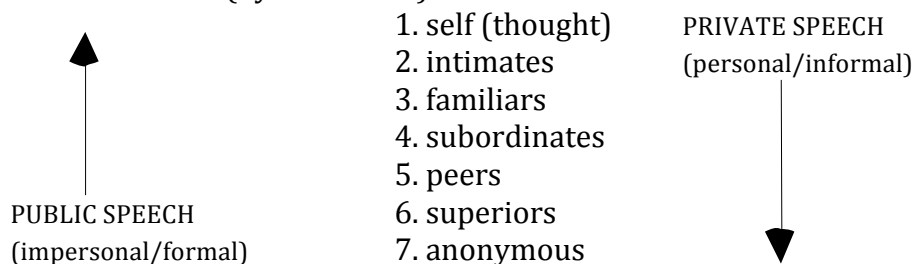 1. self (thought)
PRIVATE SPEECH
2. intimates
(personal/informal)
3. familiars
4. subordinates
5. peers
PUBLIC SPEECH
6. superiors
(impersonal/formal)
7. anonymous